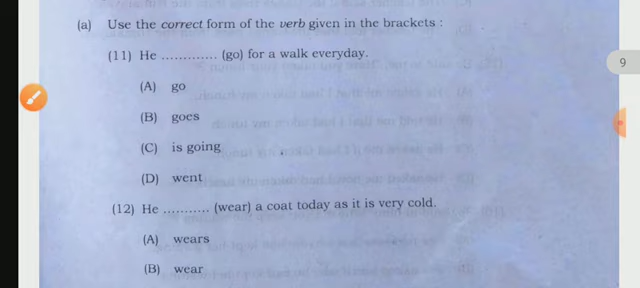 (a) Use the correct form of the verb given in the brackets :
(11) He ............. (go) for a walk everyday.
(A) go
(B) goes
(C) is going
(D) went
(12) He ........... (wear) a coat today as it is very cold.
(A) wears
(B) wear
9